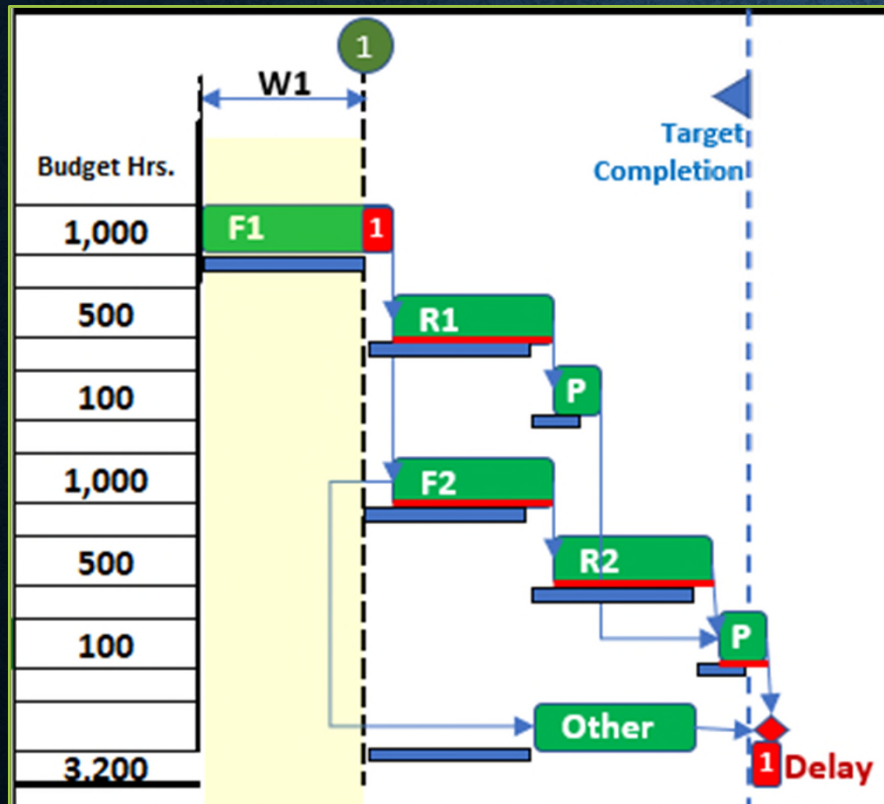 1
W1
Target
Completion
Budget Hrs.
1,000
F1
1
500
R1
100
P
1,000
F2
500
R2
100
P
Other
3,200
1
Delay